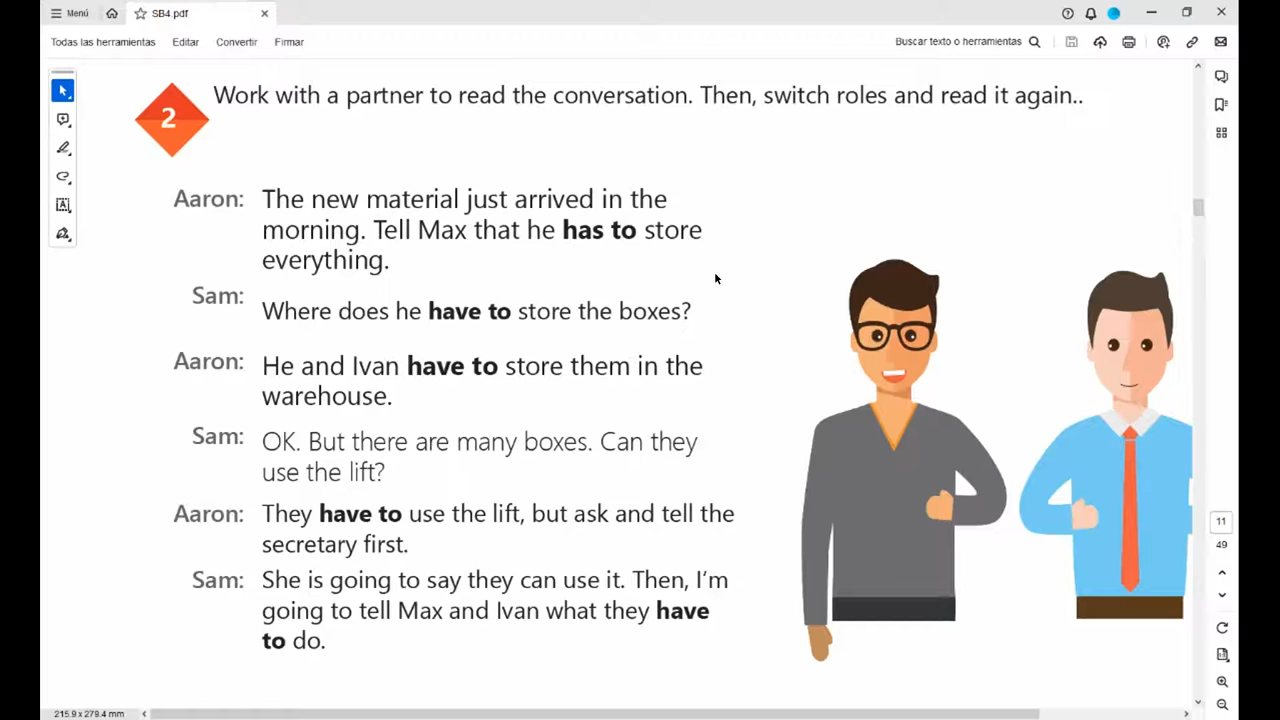 Menú
SB4.pdf
Todas las herramientas Editar Convertir Firmar
Buscar texto o herramientas
2
Work with a partner to read the conversation. Then, switch roles and read it again..
Aaron: The new material just arrived in the
morning. Tell Max that he has to store
everything.
Sam: Where does he have to store the boxes?
Aaron: He and Ivan have to store them in the
warehouse.
Sam: OK. But there are many boxes. Can they
use the lift?
Aaron: They have to use the lift, but ask and tell the
secretary first.
Sam: She is going to say they can use it. Then, I'm
going to tell Max and Ivan what they have
to do.
11
49
215.9 x 279.4 mm